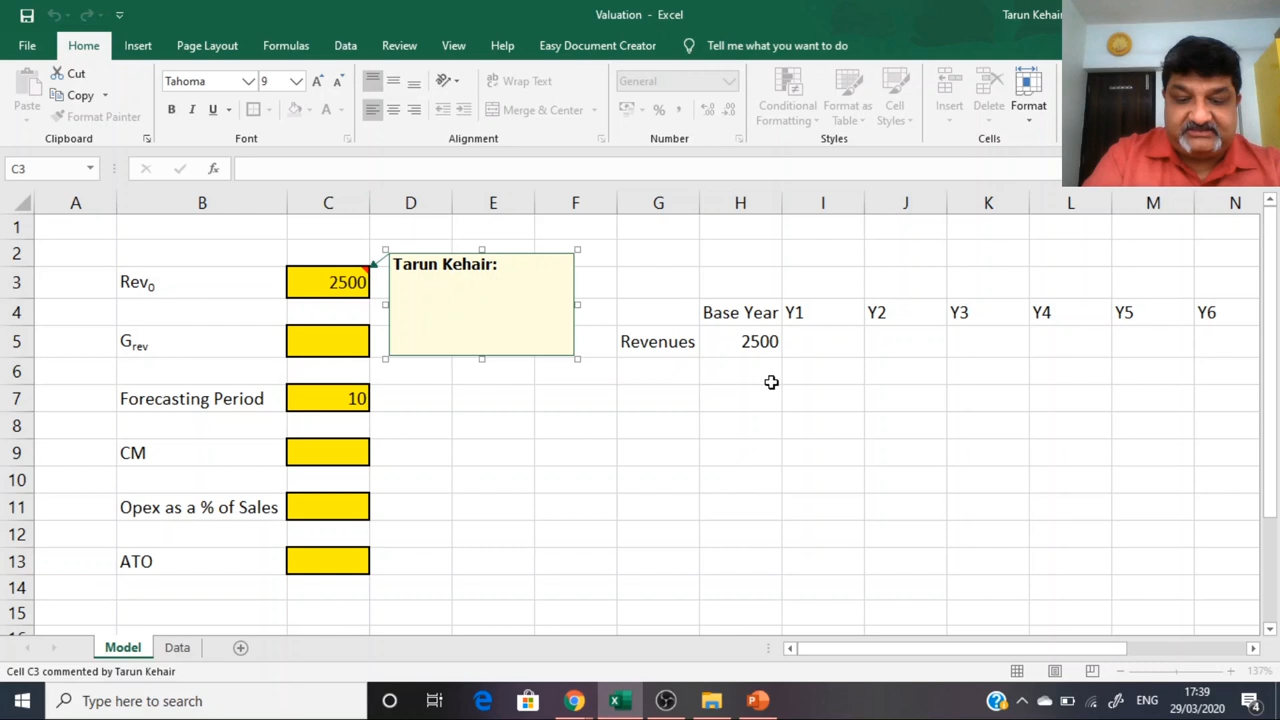 Valuation - Excel
Tarun Kehair
File Home Insert Page Layout Formulas Data Review View Help Easy Document Creator Tell me what you want to do
Paste
Cut
Copy
Format Painter
Clipboard
Tahoma 9
B I U
A
Font
Wrap Text
Merge & Center
Alignment
General
%
Number
Conditional Formatting
Format as Table
Cell Styles
Styles
Insert
Delete
Format
Cells
C3
fx
A B C D E F G H I J K L M N
1
2
3 Rev0 2500
Tarun Kehair:
4 Base Year Y1 Y2 Y3 Y4 Y5 Y6
5 Grev Revenues 2500
6
7 Forecasting Period 10
8
9 CM
10
11 Opex as a % of Sales
12
13 ATO
14
15
Model Data
Cell C3 commented by Tarun Kehair
137%
Type here to search
ENG
17:39
29/03/2020
4